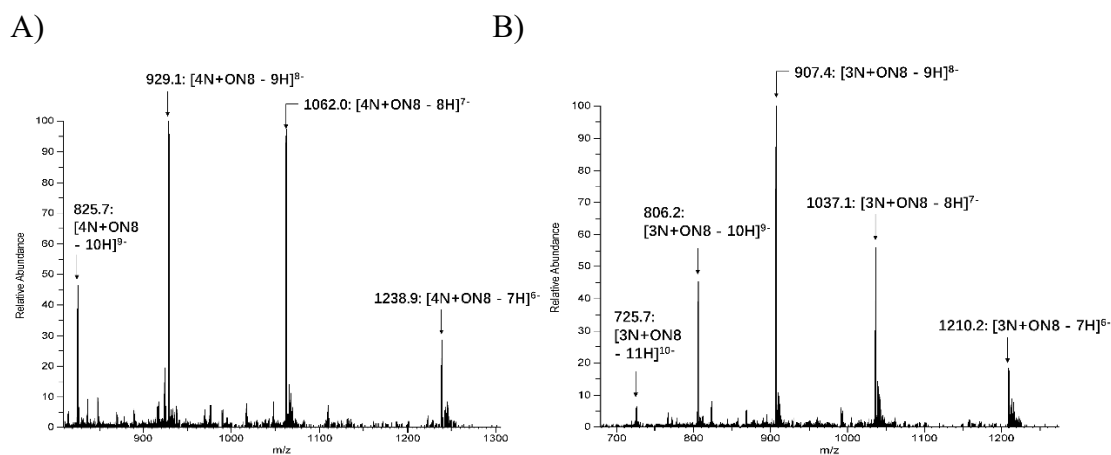 A)
929.1: [4N+ON8 - 9H]8-
1062.0: [4N+ON8 - 8H]7-
825.7:
[4N+ON8
- 10H]9-
1238.9: [4N+ON8 - 7H]6-
Relative Abundance
100
90
80
70
60
50
40
30
20
10
0
900
1000
1100
1200
1300
m/z
B)
907.4: [3N+ON8 - 9H]8-
806.2:
[3N+ON8 - 10H]9-
1037.1: [3N+ON8 - 8H]7-
725.7:
[3N+ON8
- 11H]10-
1210.2: [3N+ON8 - 7H]6-
Relative Abundance
100
90
80
70
60
50
40
30
20
10
0
700
800
900
1000
1100
1200
m/z